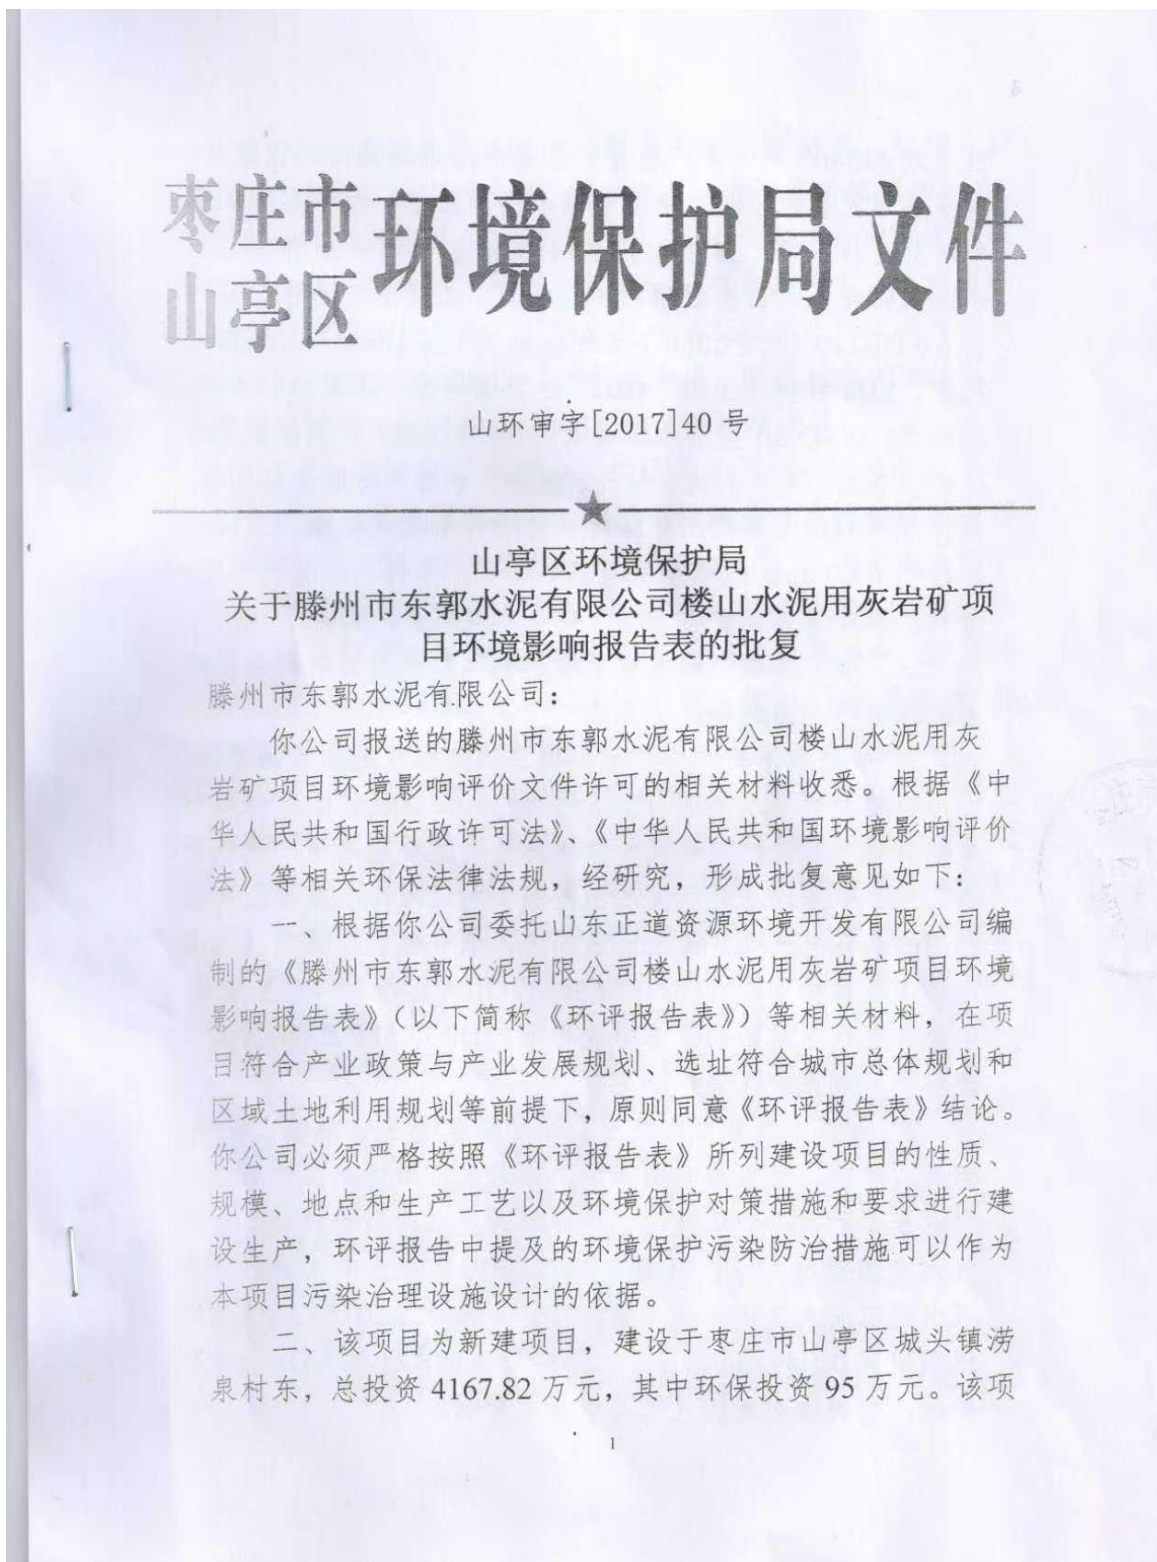 枣庄市
山亭区
环境保护局文件
山环审字[2017]40号
山亭区环境保护局
关于滕州市东郭水泥有限公司楼山水泥用灰岩矿项
目环境影响报告表的批复
滕州市东郭水泥有限公司：
你公司报送的滕州市东郭水泥有限公司楼山水泥用灰
岩矿项目环境影响评价文件许可的相关材料收悉。根据《中
华人民共和国行政许可法》、《中华人民共和国环境影响评价
法》等相关环保法律法规，经研究，形成批复意见如下：
一、根据你公司委托山东正道资源环境开发有限公司编
制的《滕州市东郭水泥有限公司楼山水泥用灰岩矿项目环境
影响报告表》（以下简称《环评报告表》）等相关材料，在项
目符合产业政策与产业发展规划、选址符合城市总体规划和
区域土地利用规划等前提下，原则同意《环评报告表》结论。
你公司必须严格按照《环评报告表》所列建设项目的性质、
规模、地点和生产工艺以及环境保护对策措施和要求进行建
设生产，环评报告中提及的环境保护污染防治措施可以作为
本项目污染治理设施设计的依据。
二、该项目为新建项目，建设于枣庄市山亭区城头镇涝
泉村东，总投资 4167.82 万元，其中环保投资 95 万元。该项
1